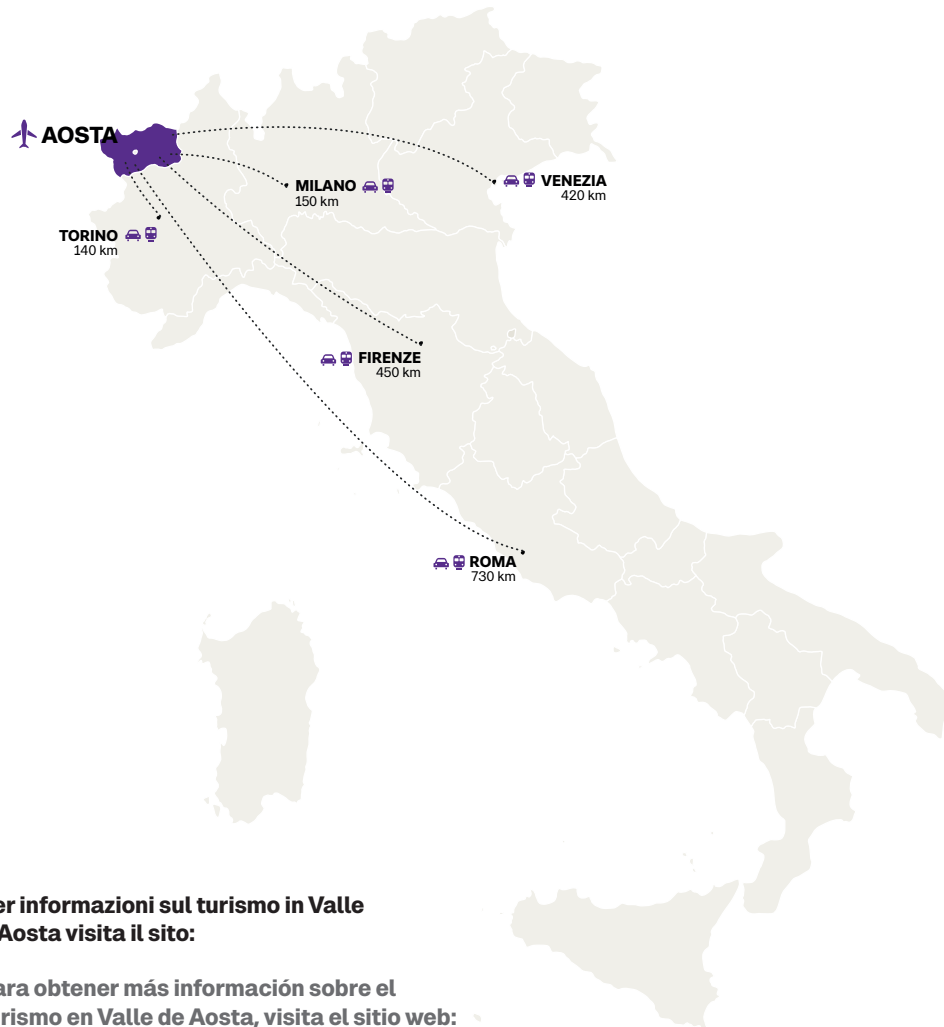 AOSTA
MILANO
150 km
VENEZIA
420 km
TORINO
140 km
FIRENZE
450 km
ROMA
730 km
er informazioni sul turismo in Valle
Aosta visita il sito:
ara obtener más información sobre el
rismo en Valle de Aosta, visita el sitio web: